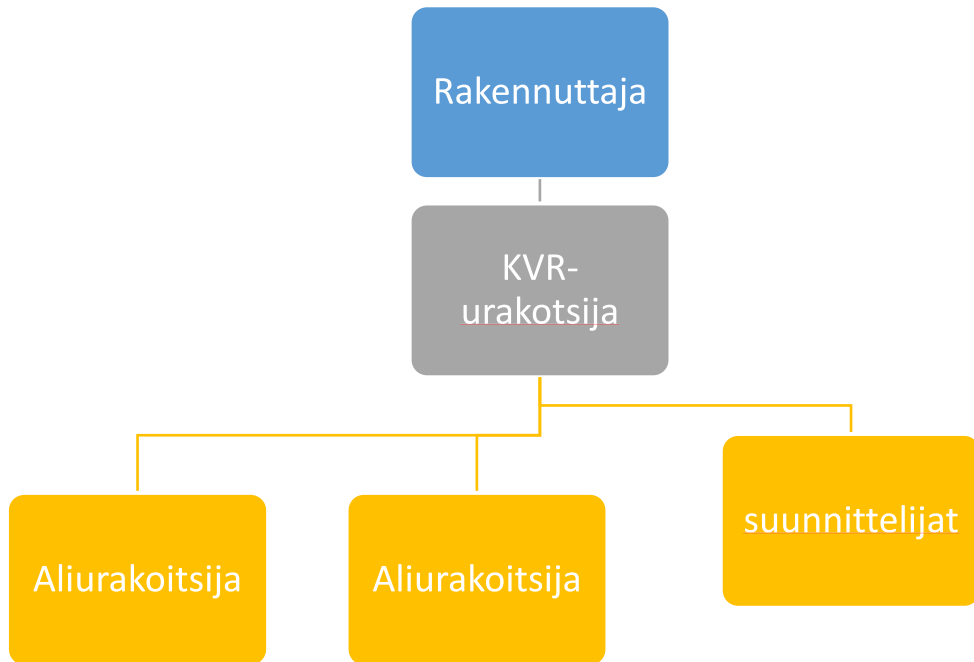 Rakennuttaja
KVR-
urakotsija
Aliurakoitsija
Aliurakoitsija
suunnittelijat